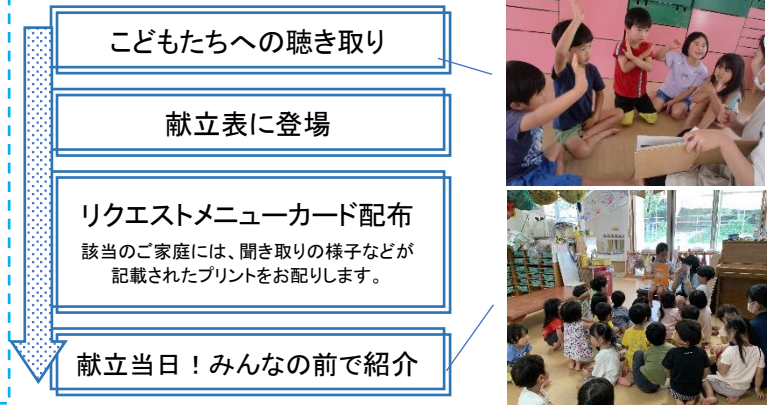 こどもたちへの聴き取り
献立表に登場
リクエストメニューカード配布
該当のご家庭には、聞き取りの様子などが
記載されたプリントをお配りします。
献立当日！みんなの前で紹介